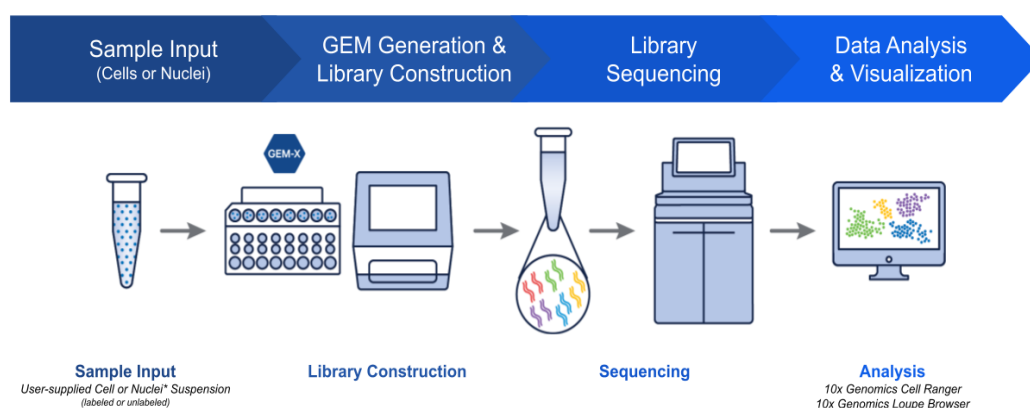 Sample Input
(Cells or Nuclei)
GEM Generation &
Library Construction
Library
Sequencing
Data Analysis
& Visualization
GEM-X
Sample Input
User-supplied Cell or Nuclei* Suspension
(labeled or unlabeled)
Library Construction
Sequencing
Analysis
10x Genomics Cell Ranger
10x Genomics Loupe Browser